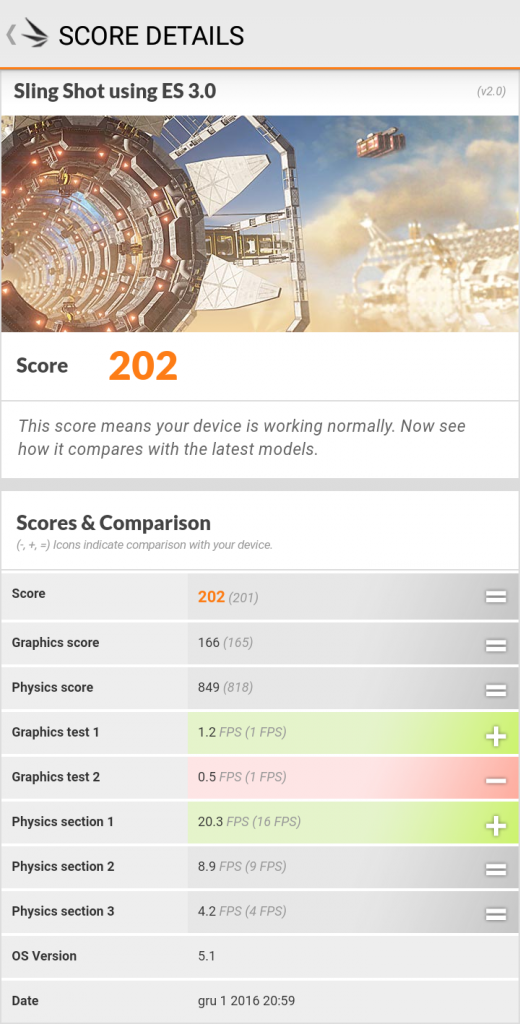 SCORE DETAILS
Sling Shot using ES 3.0 (v2.0)
Score 202
This score means your device is working normally. Now see
how it compares with the latest models.
Scores & Comparison
(-, +, =) Icons indicate comparison with your device.
Score 202 (201) =
Graphics score 166 (165) =
Physics score 849 (818) =
Graphics test 1 1.2 FPS (1 FPS) +
Graphics test 2 0.5 FPS (1 FPS) −
Physics section 1 20.3 FPS (16 FPS) +
Physics section 2 8.9 FPS (9 FPS) =
Physics section 3 4.2 FPS (4 FPS) =
OS Version 5.1
Date gru 1 2016 20:59